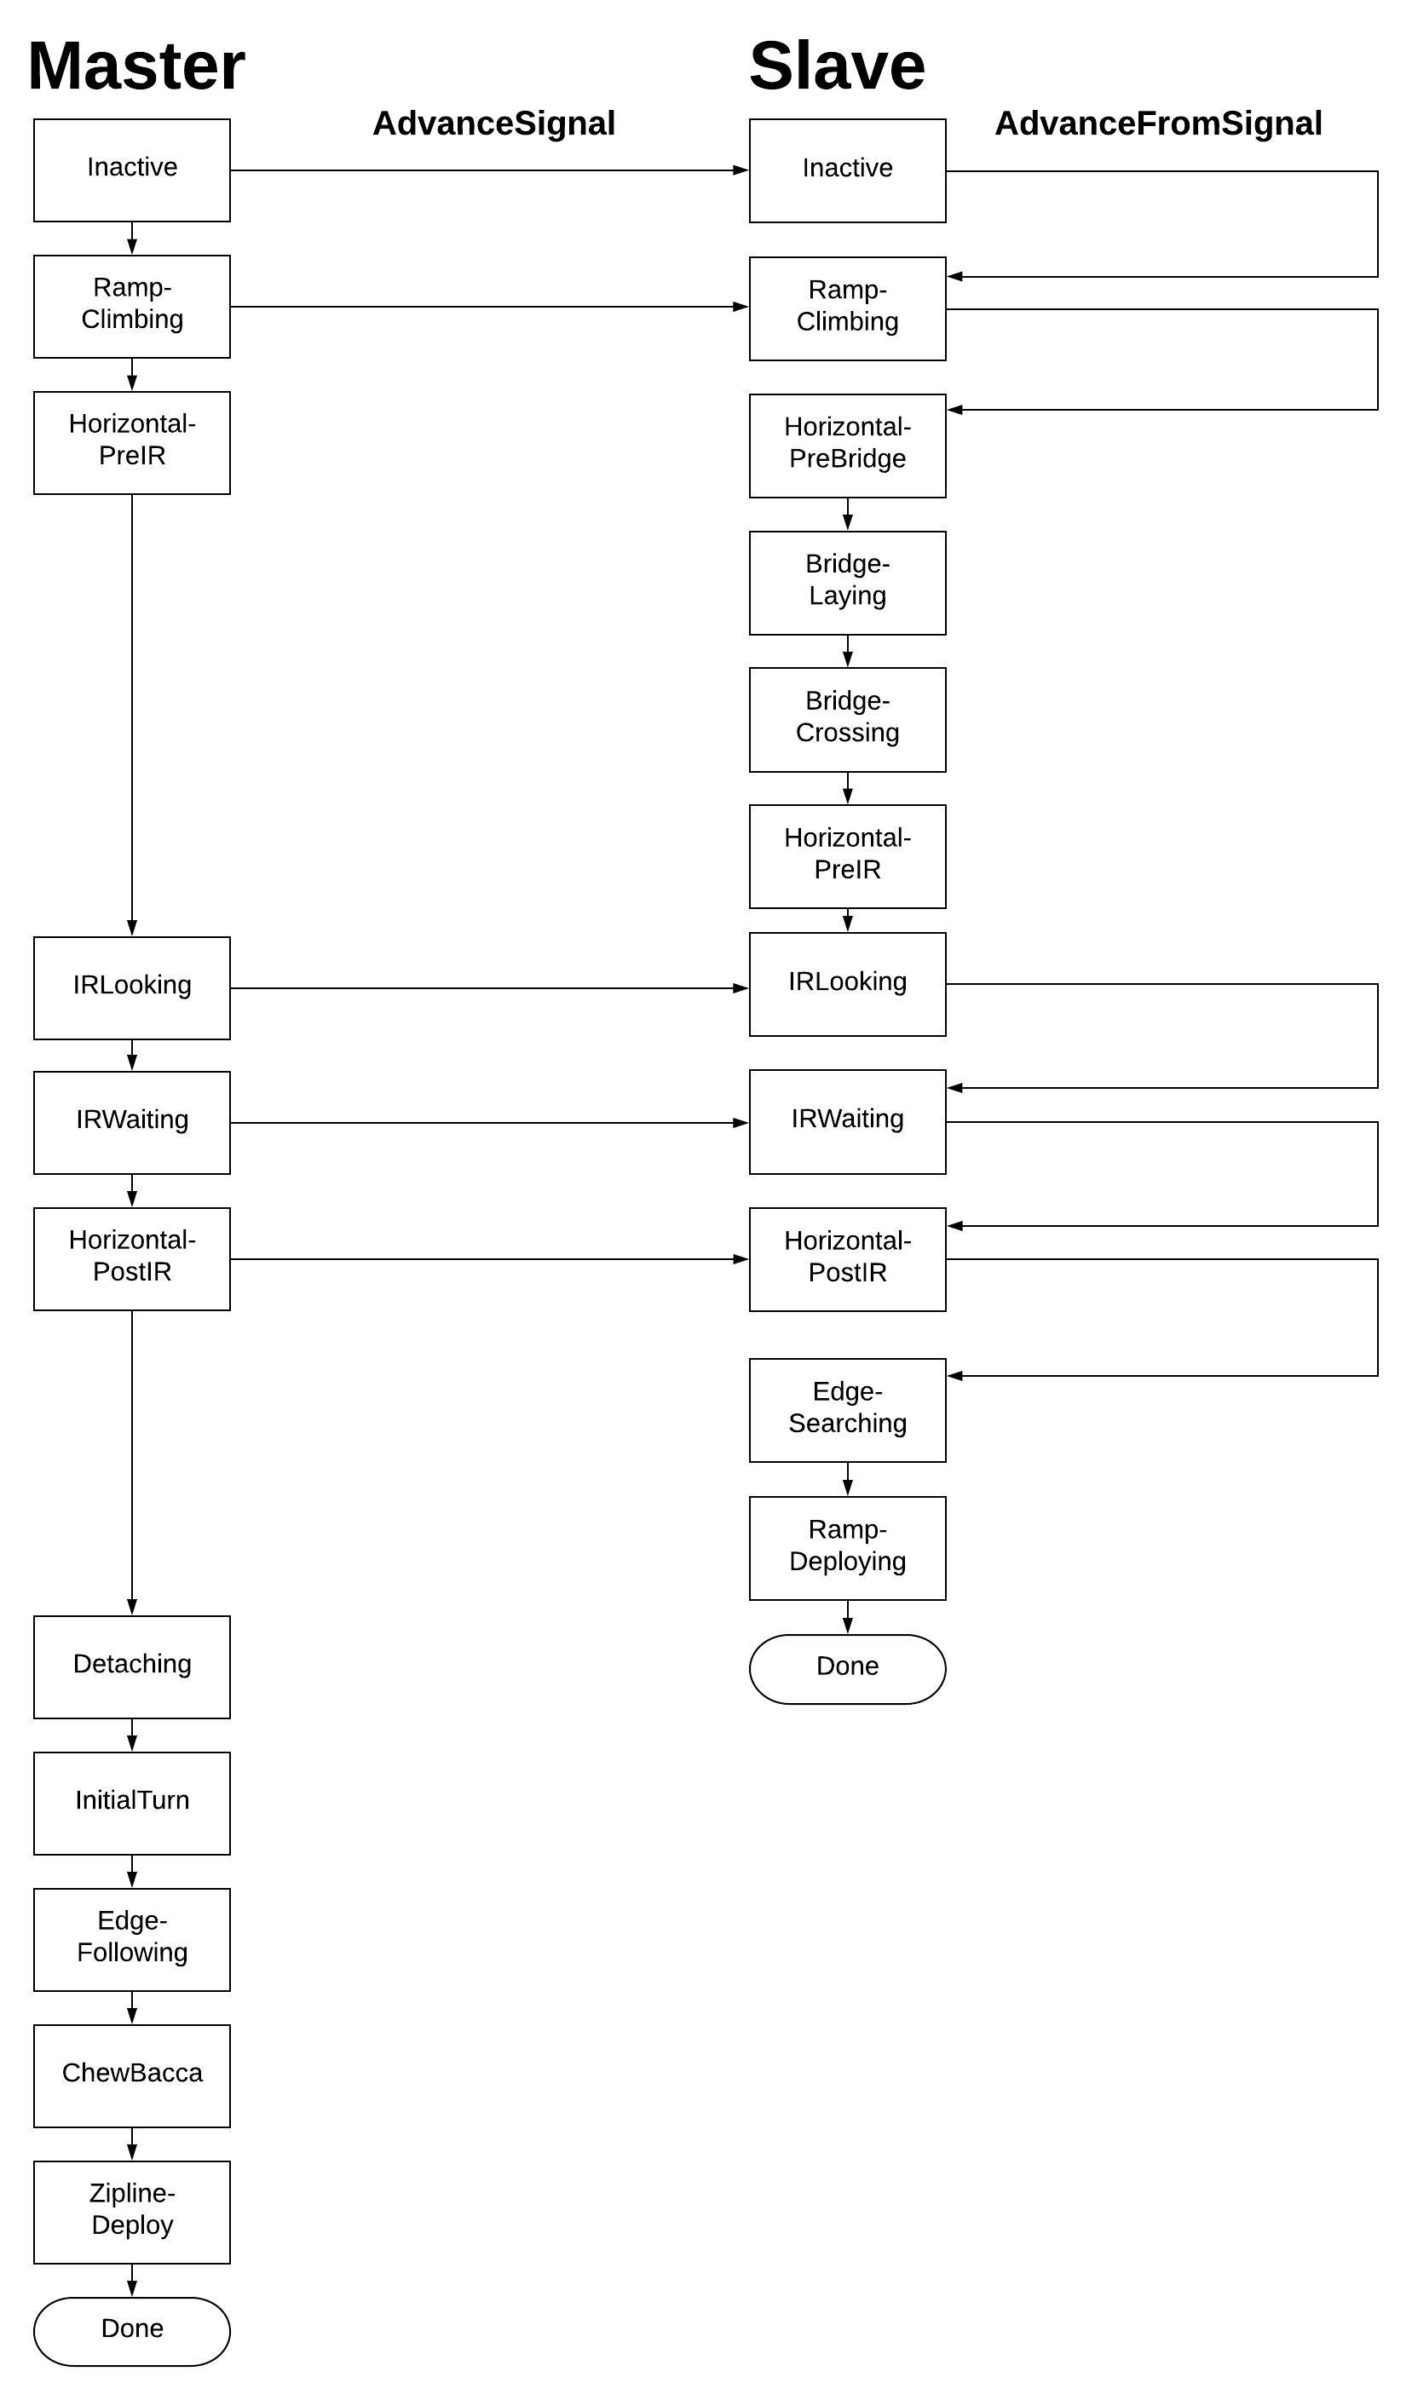 Master
Slave
AdvanceSignal
AdvanceFromSignal
Inactive
Inactive
Ramp-
Climbing
Ramp-
Climbing
Horizontal-
PreIR
Horizontal-
PreBridge
Bridge-
Laying
Bridge-
Crossing
Horizontal-
PreIR
IRLooking
IRLooking
IRWaiting
IRWaiting
Horizontal-
PostIR
Horizontal-
PostIR
Edge-
Searching
Ramp-
Deploying
Detaching
Done
InitialTurn
Edge-
Following
ChewBacca
Zipline-
Deploy
Done